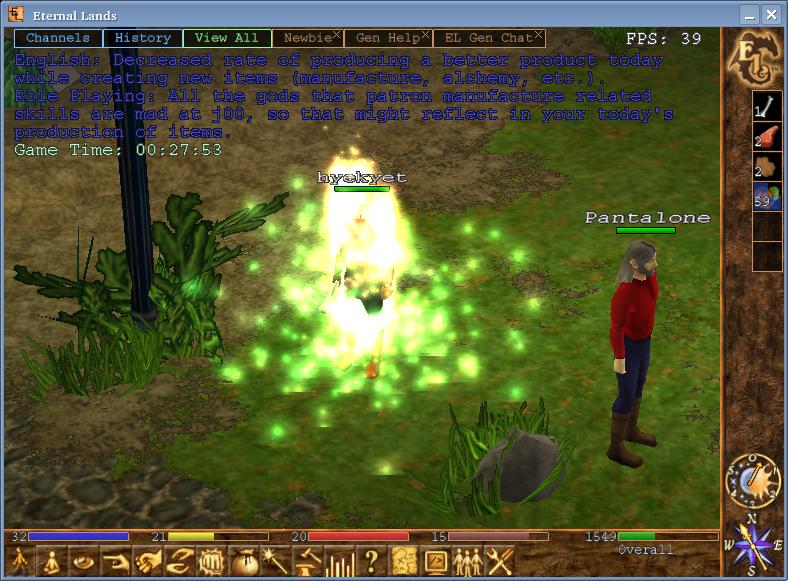 Eternal Lands
Channels History View All Newbie Gen Help EL Gen Chat FPS: 39
English: Decreased rate of producing a better product today
while creating new items (manufacture, alchemy, etc.).
Role Playing: All the gods that patron manufacture related
skills are mad at j00, so that might reflect in your today's
production of items.
Game Time: 00:27:53
hyekyet
Pantalone
1
2
2
59
N
W E
S
32 21 20 15 1549
Overall